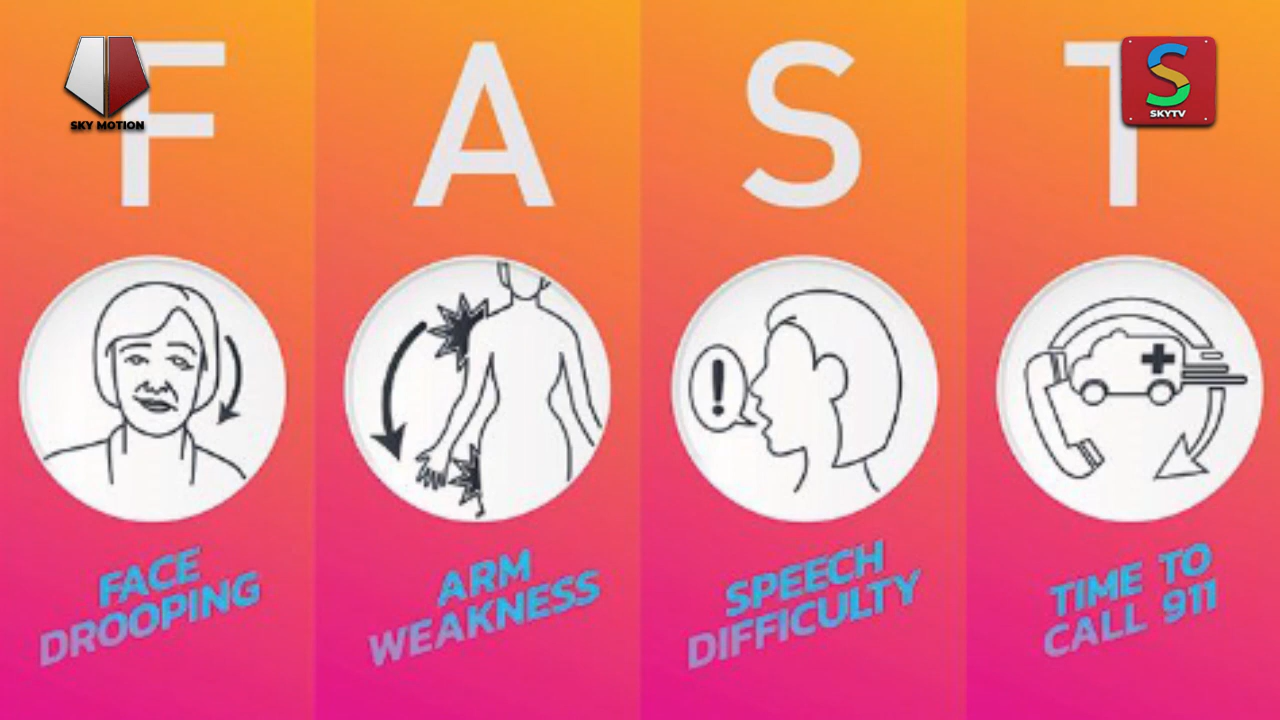 F A S T
SKY MOTION
S
SKYTV
FACE
DROOPING
ARM
WEAKNESS
SPEECH
DIFFICULTY
TIME TO
CALL 911